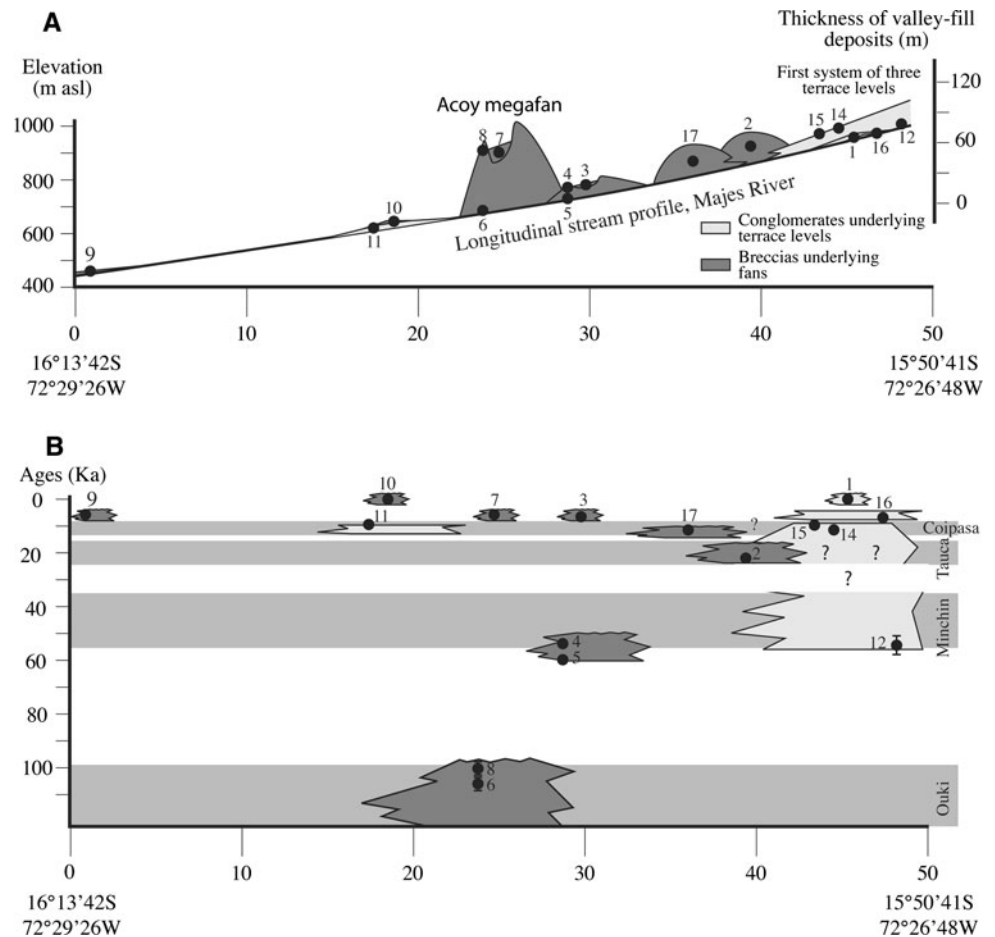 A
Thickness of valley-fill
deposits (m)
Elevation
(m asl)
First system of three
terrace levels
120
Acoy megafan
1000
15 14
8 7
17
2
60
1 16 12
800
4 3
10
5
0
6
11
Longitudinal stream profile, Majes River
600
Conglomerates underlying
terrace levels
9
Breccias underlying
fans
400
0 10 20 30 40 50
16°13'42S
72°29'26W
15°50'41S
72°26'48W
B
Ages (Ka)
0
9
10
7
3
1
16
11
17
?
15
14
Coipasa
20
2
?
?
Tauca
?
40
Minchin
4
12
60
5
80
100
8
6
Ouki
0 10 20 30 40 50
16°13'42S
72°29'26W
15°50'41S
72°26'48W